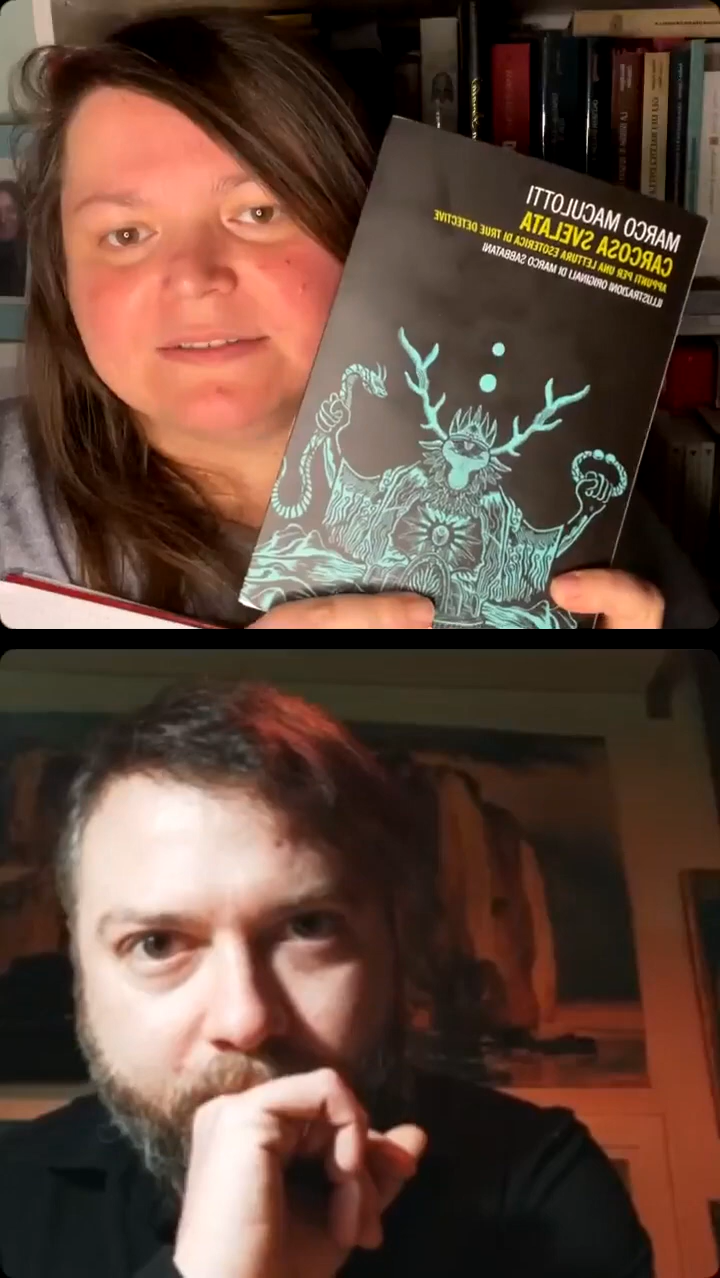 MARCO MACULOTTI
CARCOSA SVELATA
APPUNTI PER UNA LETTURA ESOTERICA DI TRUE DETECTIVE
ILLUSTRAZIONI ORIGINALI DI MARCO SABBATANI